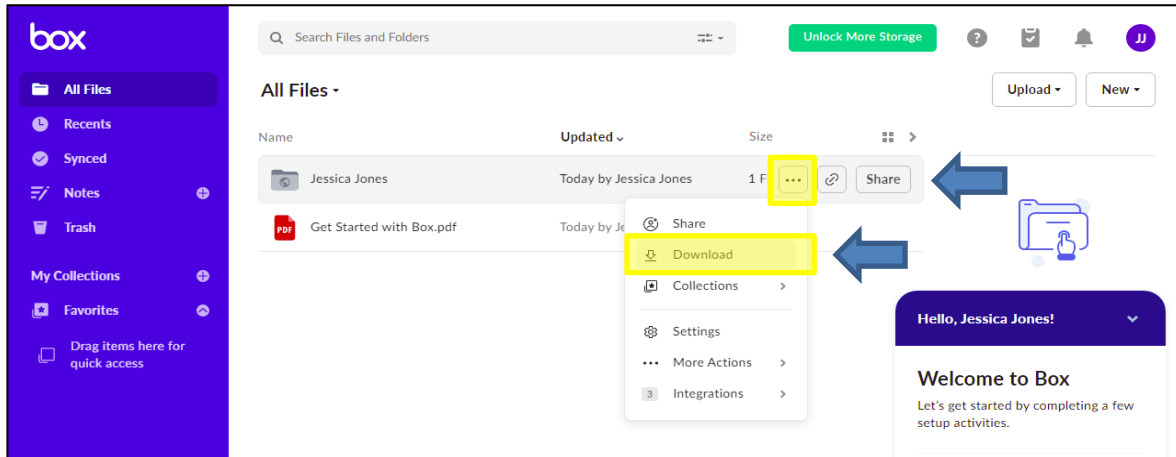 box
Search Files and Folders
Unlock More Storage
?
JJ
All Files
Recents
Synced
Notes
Trash
My Collections
Favorites
Drag items here for
quick access
All Files
Upload
New
Name Updated Size
Jessica Jones Today by Jessica Jones 1 F ... Share
PDF Get Started with Box.pdf Today by Je
Share
Download
Collections
Settings
More Actions
3 Integrations
Hello, Jessica Jones!
Welcome to Box
Let's get started by completing a few
setup activities.